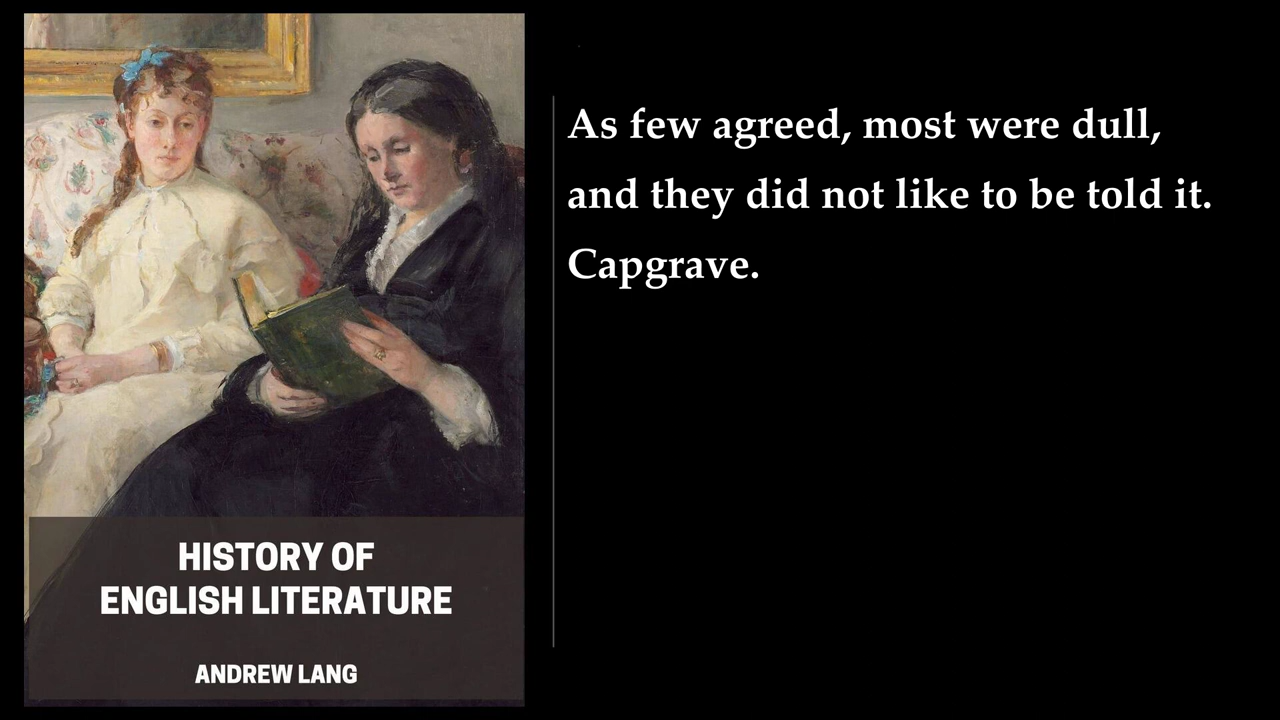 HISTORY OF
ENGLISH LITERATURE
ANDREW LANG
As few agreed, most were dull,
and they did not like to be told it.
Capgrave.